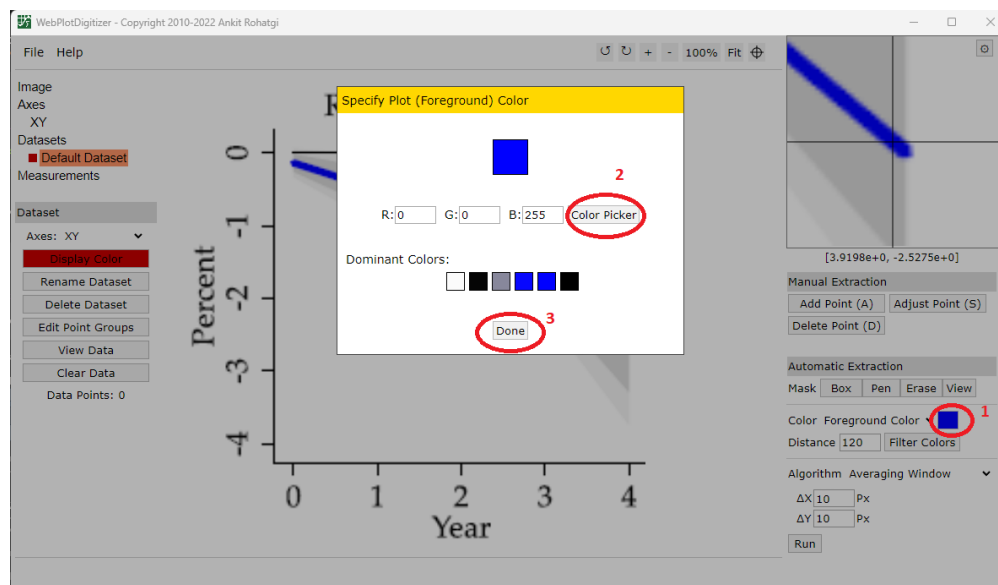 WebPlotDigitizer - Copyright 2010-2022 Ankit Rohatgi
File Help
100% Fit
Image
Axes
XY
Datasets
Default Dataset
Measurements
Dataset
Axes: XY
Display Color
Rename Dataset
Delete Dataset
Edit Point Groups
View Data
Clear Data
Data Points: 0
Specify Plot (Foreground) Color
2
R: 0 G: 0 B: 255 Color Picker
Dominant Colors:
3
Done
0
-1
-2
-3
-4
Percent
0 1 2 3 4
Year
[3.9198e+0, -2.5275e+0]
Manual Extraction
Add Point (A) Adjust Point (S)
Delete Point (D)
Automatic Extraction
Mask Box Pen Erase View
1
Color Foreground Color
Distance 120 Filter Colors
Algorithm Averaging Window
ΔX 10 Px
ΔY 10 Px
Run